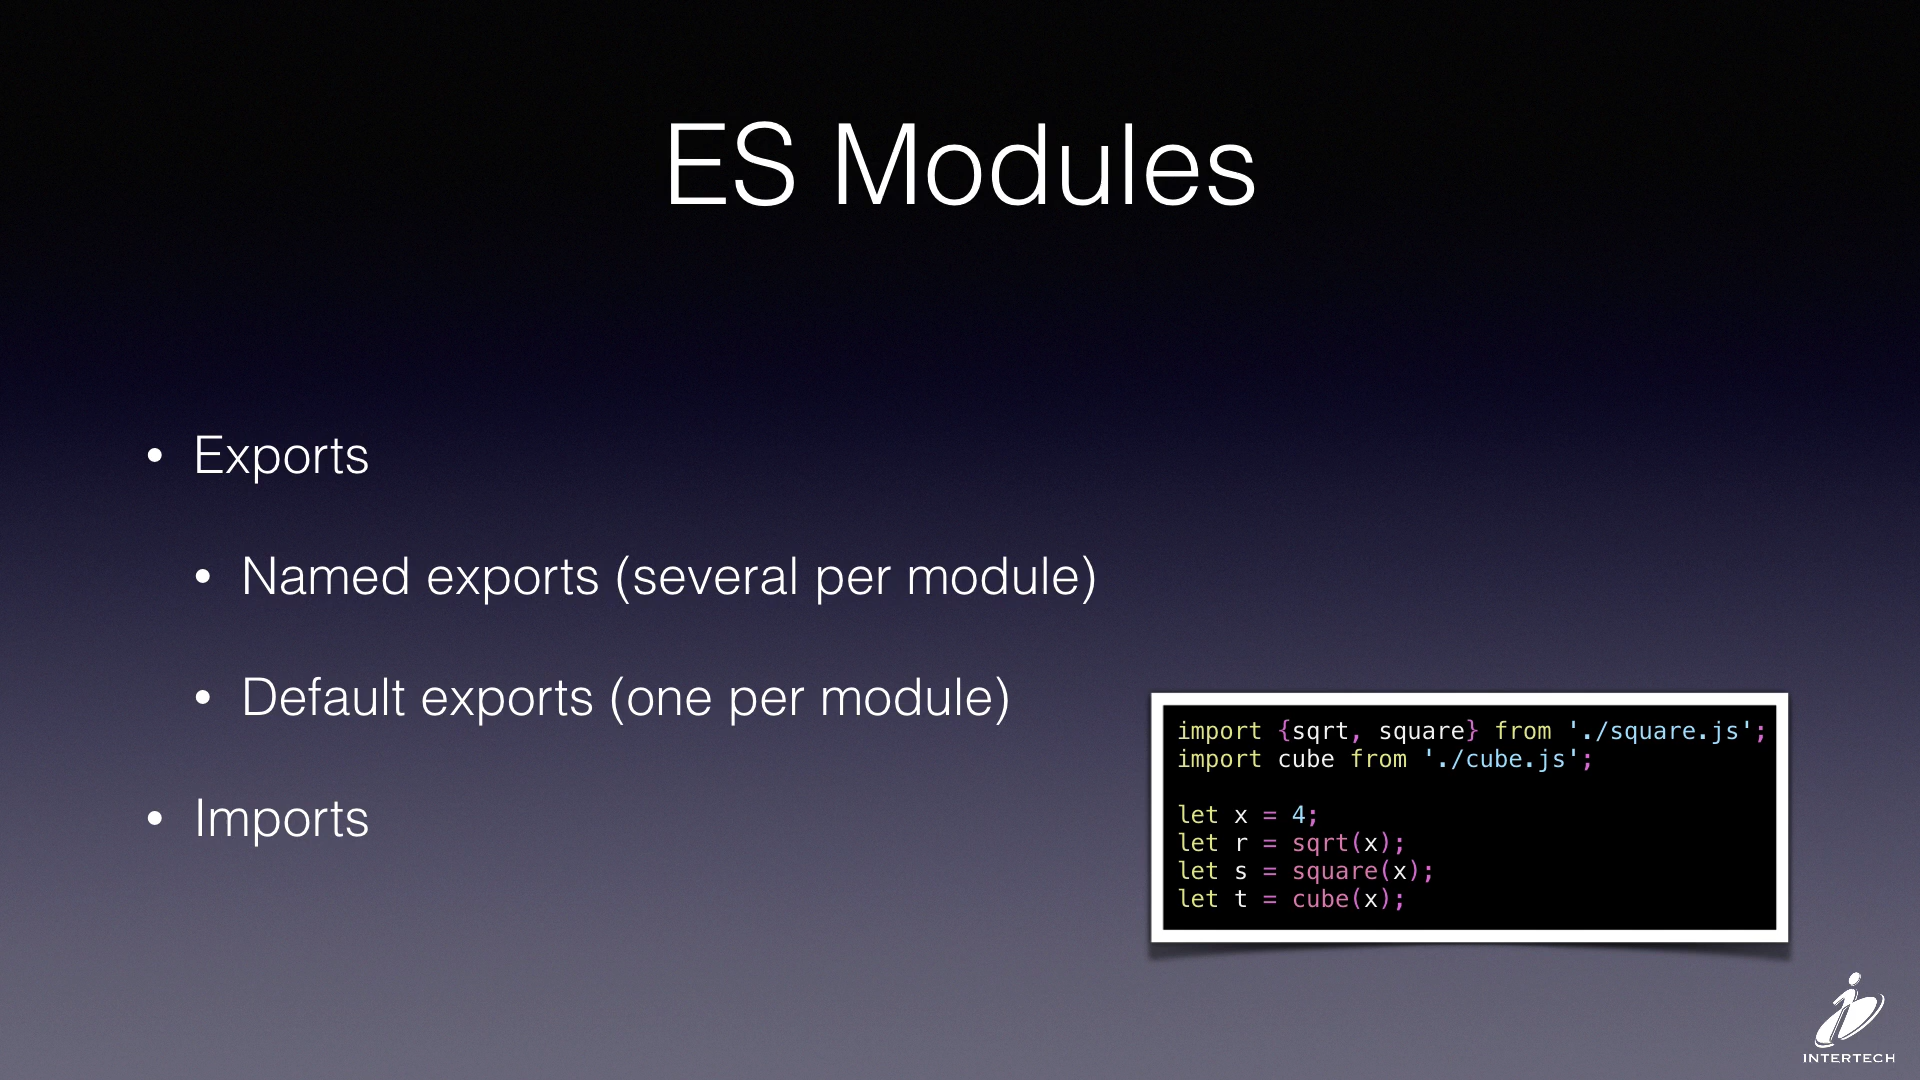 ES Modules
• Exports
• Named exports (several per module)
• Default exports (one per module)
• Imports
import {sqrt, square} from './square.js';
import cube from './cube.js';
let x = 4;
let r = sqrt(x);
let s = square(x);
let t = cube(x);
INTERTECH